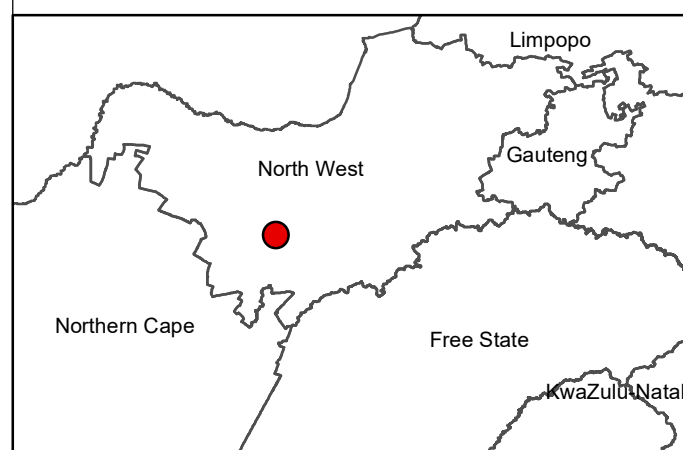 Limpopo
Gauteng
North West
Northern Cape
Free State
KwaZulu-Natal